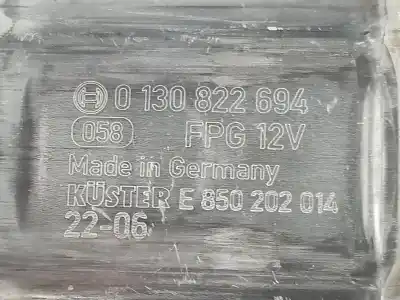 0 130 822 694
058 FPG 12V
Made in Germany
KÜSTER E 850 202 014
22-06